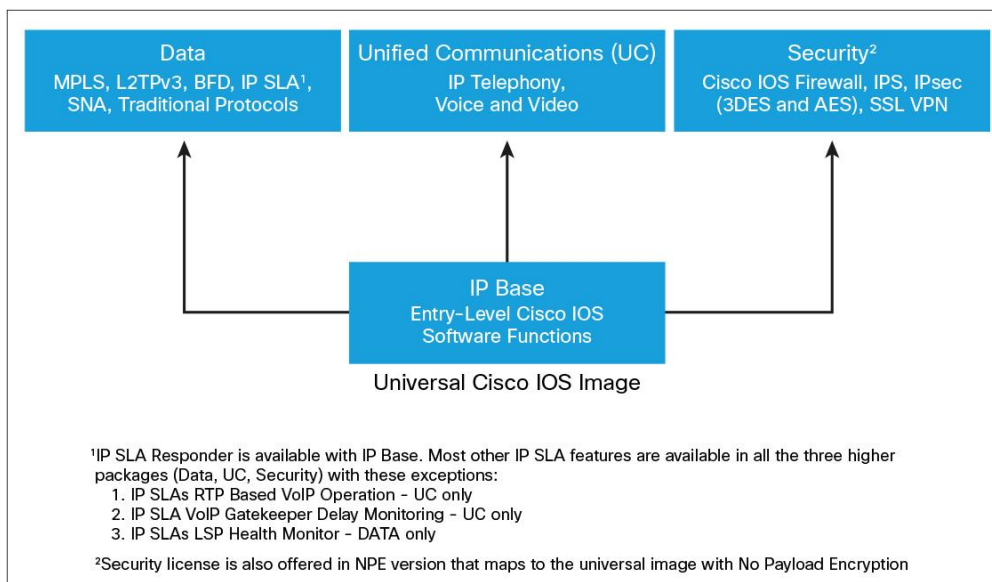 Data
MPLS, L2TPv3, BFD, IP SLA¹,
SNA, Traditional Protocols
Unified Communications (UC)
IP Telephony,
Voice and Video
Security²
Cisco IOS Firewall, IPS, IPsec
(3DES and AES), SSL VPN
IP Base
Entry-Level Cisco IOS
Software Functions
Universal Cisco IOS Image
¹IP SLA Responder is available with IP Base. Most other IP SLA features are available in all the three higher
packages (Data, UC, Security) with these exceptions:
1. IP SLAs RTP Based VoIP Operation - UC only
2. IP SLA VoIP Gatekeeper Delay Monitoring - UC only
3. IP SLAs LSP Health Monitor - DATA only
²Security license is also offered in NPE version that maps to the universal image with No Payload Encryption